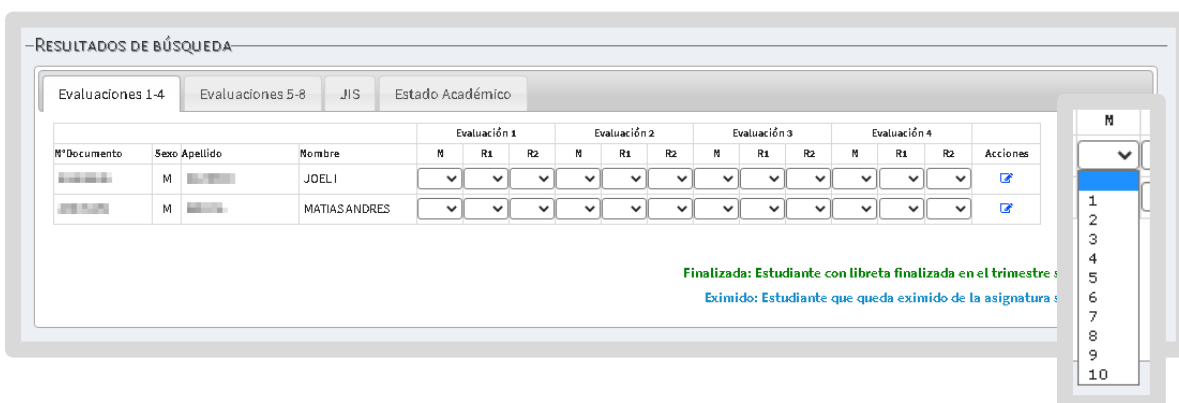 RESULTADOS DE BÚSQUEDA
Evaluaciones 1-4 Evaluaciones 5-8 JIS Estado Académico
Evaluación 1 Evaluación 2 Evaluación 3 Evaluación 4
N°Documento Sexo Apellido Nombre N R1 R2 N R1 R2 N R1 R2 N R1 R2 Acciones
M JOEL I
M MATIAS ANDRES
Finalizada: Estudiante con libreta finalizada en el trimestre s
Eximido: Estudiante que queda eximido de la asignatura s
N
1
2
3
4
5
6
7
8
9
10